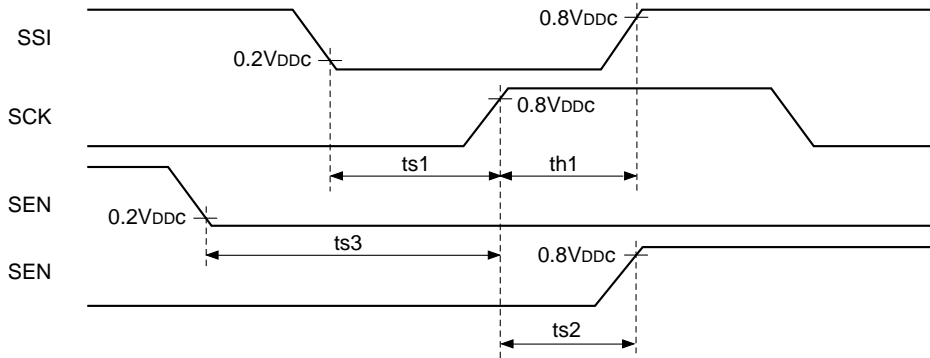 SSI
0.2VDDC
0.8VDDC
SCK
0.8VDDC
ts1
th1
SEN
0.2VDDC
ts3
SEN
0.8VDDC
ts2